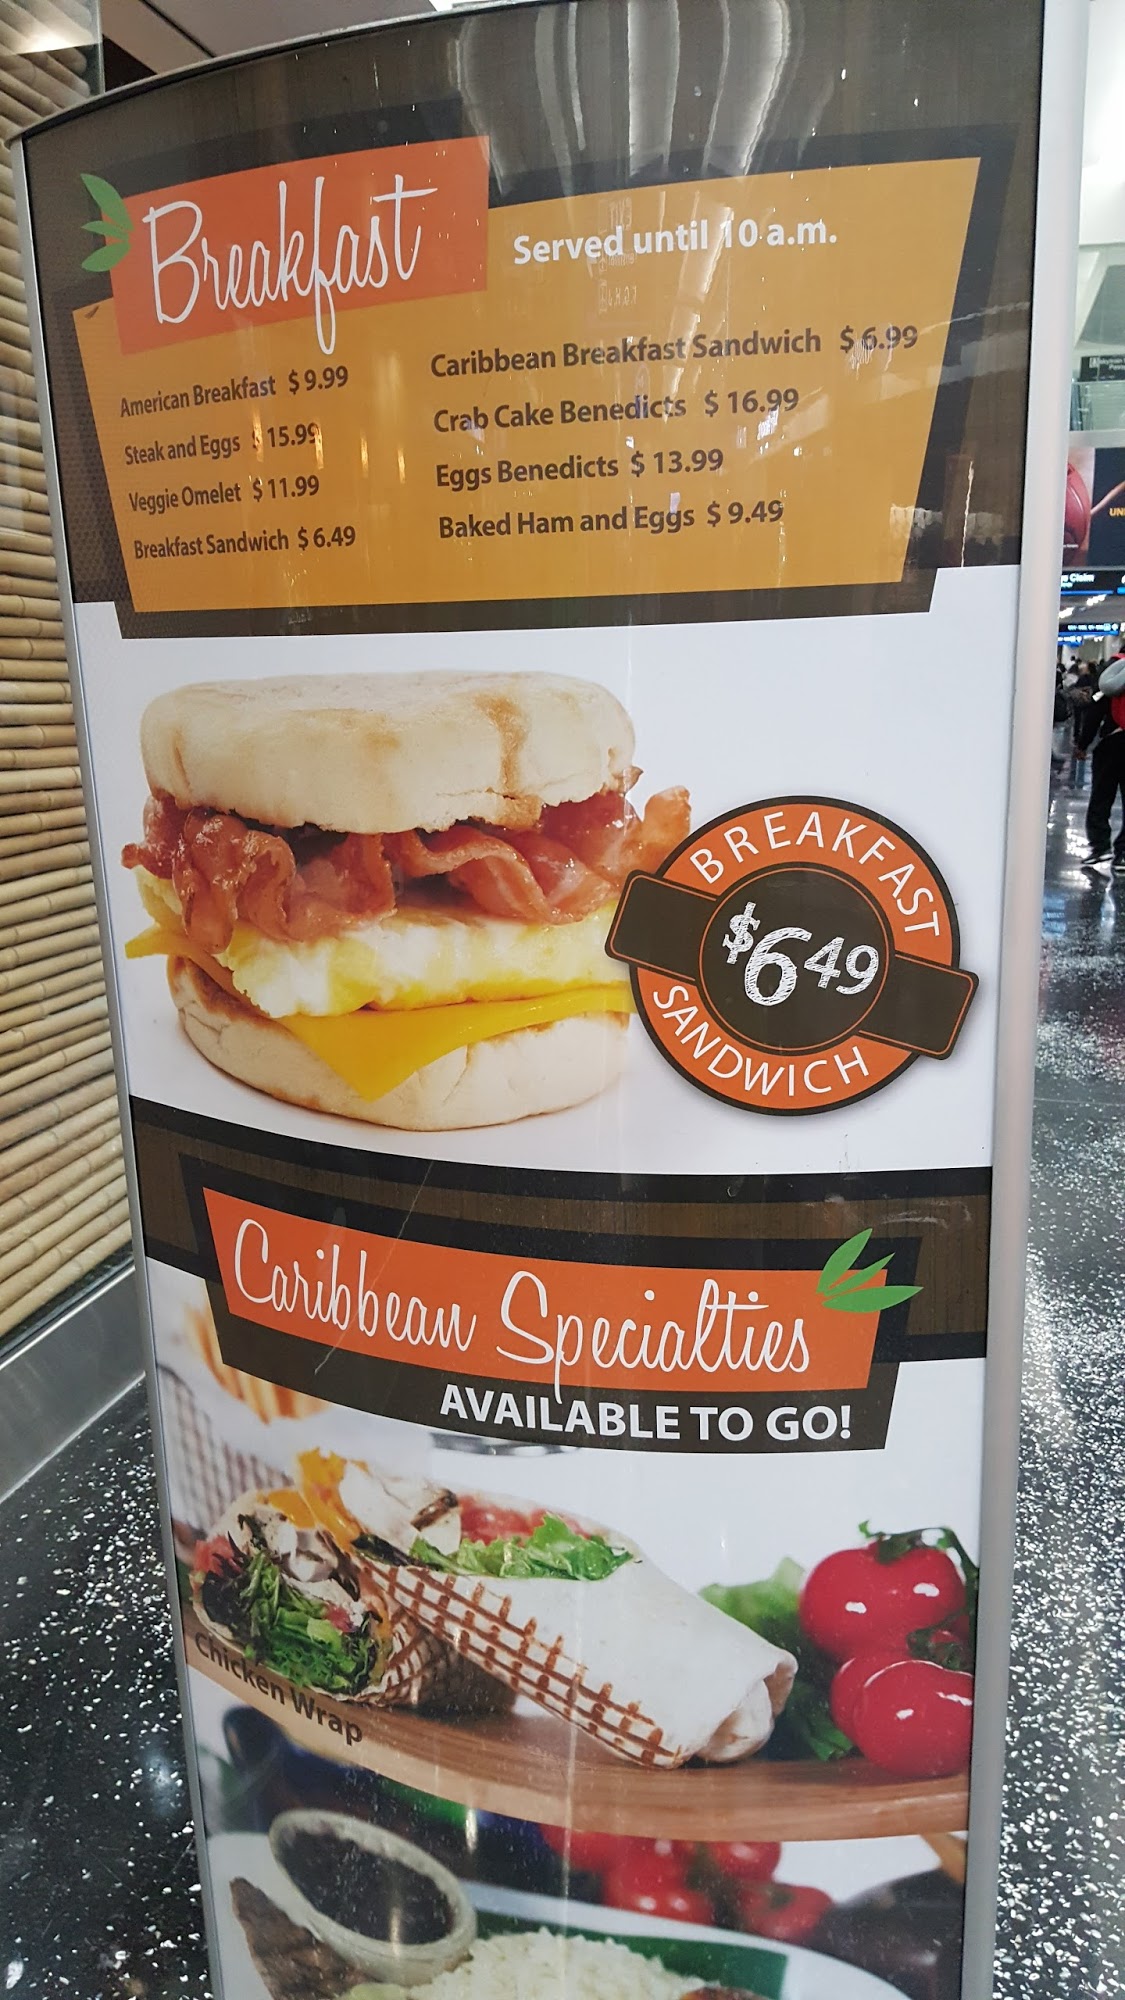 Breakfast
Served until 10 a.m.
American Breakfast $ 9.99
Steak and Eggs $ 15.99
Veggie Omelet $ 11.99
Breakfast Sandwich $ 6.49
Caribbean Breakfast Sandwich $ 6.99
Crab Cake Benedicts $ 16.99
Eggs Benedicts $ 13.99
Baked Ham and Eggs $ 9.49
BREAKFAST
$6 49
SANDWICH
Caribbean Specialties
AVAILABLE TO GO!
Chicken Wrap
Claim